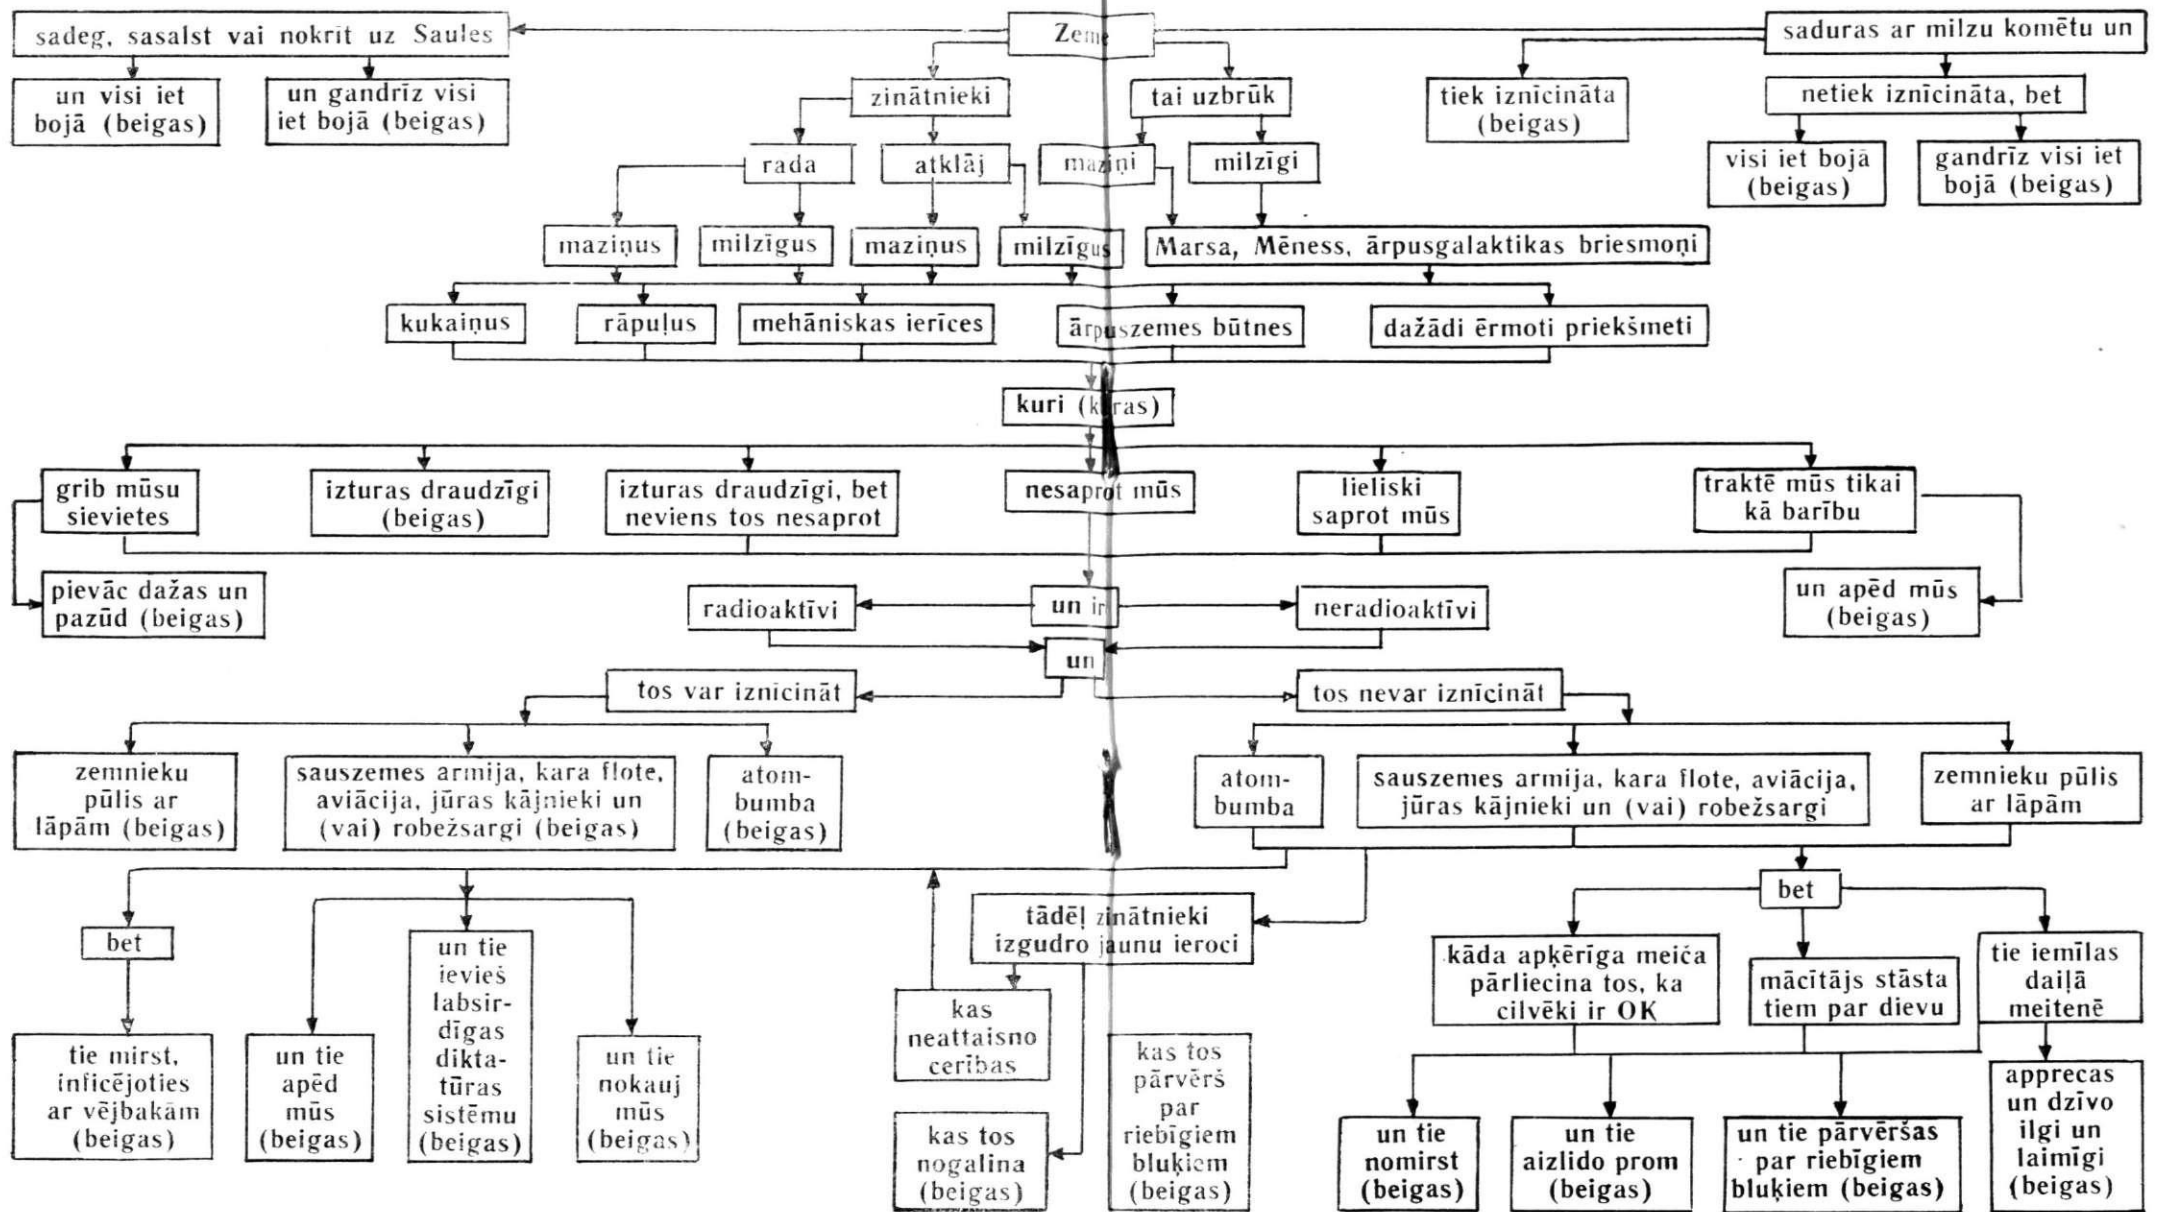 sadeg, sasalst vai nokrīt uz Saules
Zeme
saduras ar milzu komētu un
un visi iet
bojā (beigas)
un gandrīz visi
iet bojā (beigas)
zinātnieki
tai uzbrūk
tiek iznīcināta
(beigas)
netiek iznīcināta, bet
rada
atklāj
maziņi
milzīgi
visi iet bojā
(beigas)
gandrīz visi iet
bojā (beigas)
maziņus
milzīgus
maziņus
milzīgus
Marsa, Mēness, ārpusgalaktikas briesmoņi
kukaiņus
rāpuļus
mehāniskas ierīces
ārpuszemes būtnes
dažādi ērmoti priekšmeti
kuri (kuras)
grib mūsu
sievietes
izturas draudzīgi
(beigas)
izturas draudzīgi, bet
neviens tos nesaprot
nesaprot mūs
lieliski
saprot mūs
traktē mūs tikai
kā barību
pievāc dažas un
pazūd (beigas)
radioaktīvi
un ir
neradioaktīvi
un apēd mūs
(beigas)
un
tos var iznīcināt
tos nevar iznīcināt
zemnieku
pūlis ar
lāpām (beigas)
sauszemes armija, kara flote,
aviācija, jūras kājnieki un
(vai) robežsargi (beigas)
atom-
bumba
(beigas)
atom-
bumba
sauszemes armija, kara flote, aviācija,
jūras kājnieki un (vai) robežsargi
zemnieku pūlis
ar lāpām
bet
tādēļ zinātnieki
izgudro jaunu ieroci
bet
tie mirst,
inficējoties
ar vējbakām
(beigas)
un tie
apēd
mūs
(beigas)
un tie
ievieš
labsir-
dīgas
dikta-
tūras
sistēmu
(beigas)
un tie
nokauj
mūs
(beigas)
kas
neattaisno
cerības
kas tos
nogalina
(beigas)
kas tos
pārvērš
par
riebīgiem
bluķiem
(beigas)
kāda apķērīga meiča
pārliecina tos, ka
cilvēki ir OK
mācītājs stāsta
tiem par dievu
tie iemīlas
daiļā
meitenē
un tie
nomirst
(beigas)
un tie
aizlido prom
(beigas)
un tie pārvēršas
par riebīgiem
bluķiem (beigas)
apprecas
un dzīvo
ilgi un
laimīgi
(beigas)